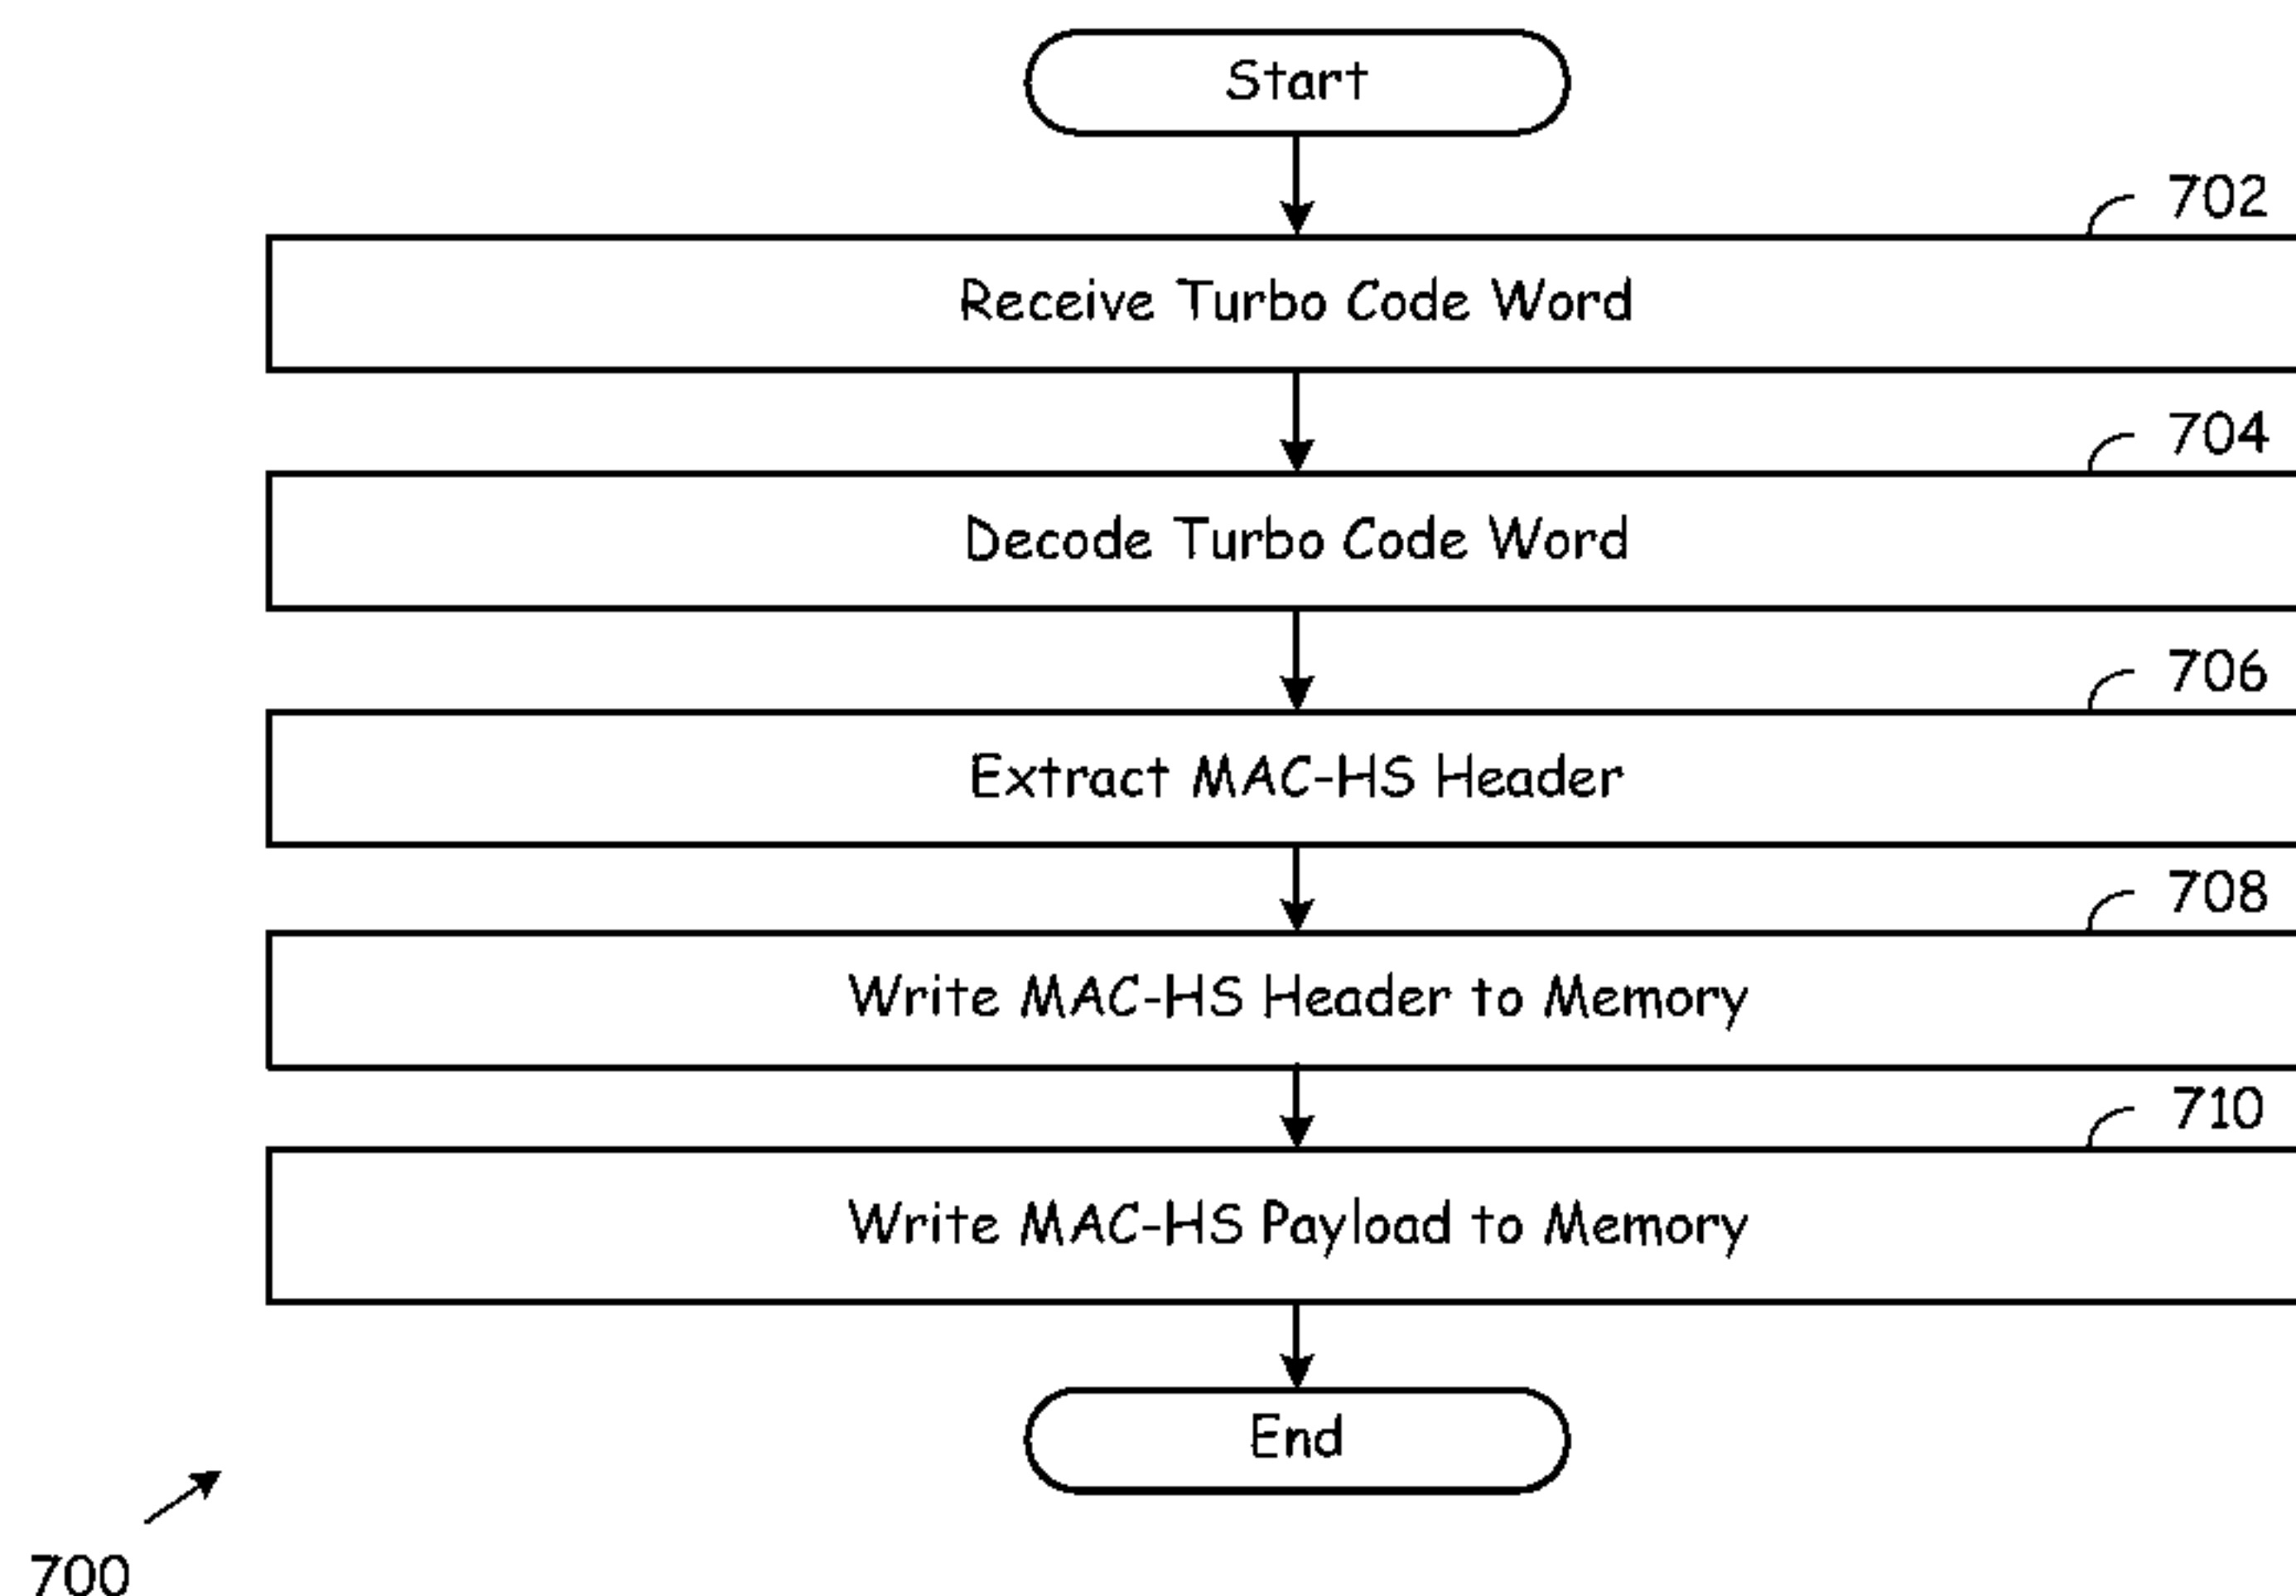 Start
702
Receive Turbo Code Word
704
Decode Turbo Code Word
706
Extract MAC-HS Header
708
Write MAC-HS Header to Memory
710
Write MAC-HS Payload to Memory
End
700